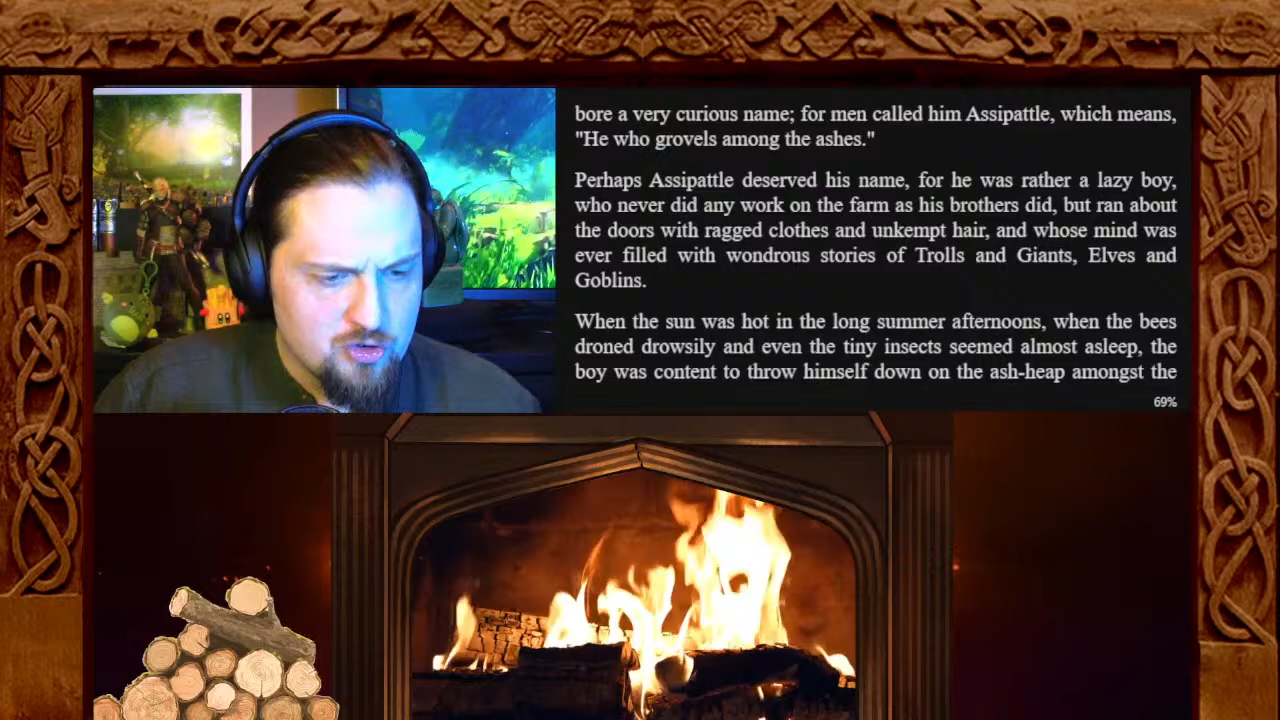 bore a very curious name; for men called him Assipattle, which means,
"He who grovels among the ashes."
Perhaps Assipattle deserved his name, for he was rather a lazy boy,
who never did any work on the farm as his brothers did, but ran about
the doors with ragged clothes and unkempt hair, and whose mind was
ever filled with wondrous stories of Trolls and Giants, Elves and
Goblins.
When the sun was hot in the long summer afternoons, when the bees
droned drowsily and even the tiny insects seemed almost asleep, the
boy was content to throw himself down on the ash-heap amongst the
69%